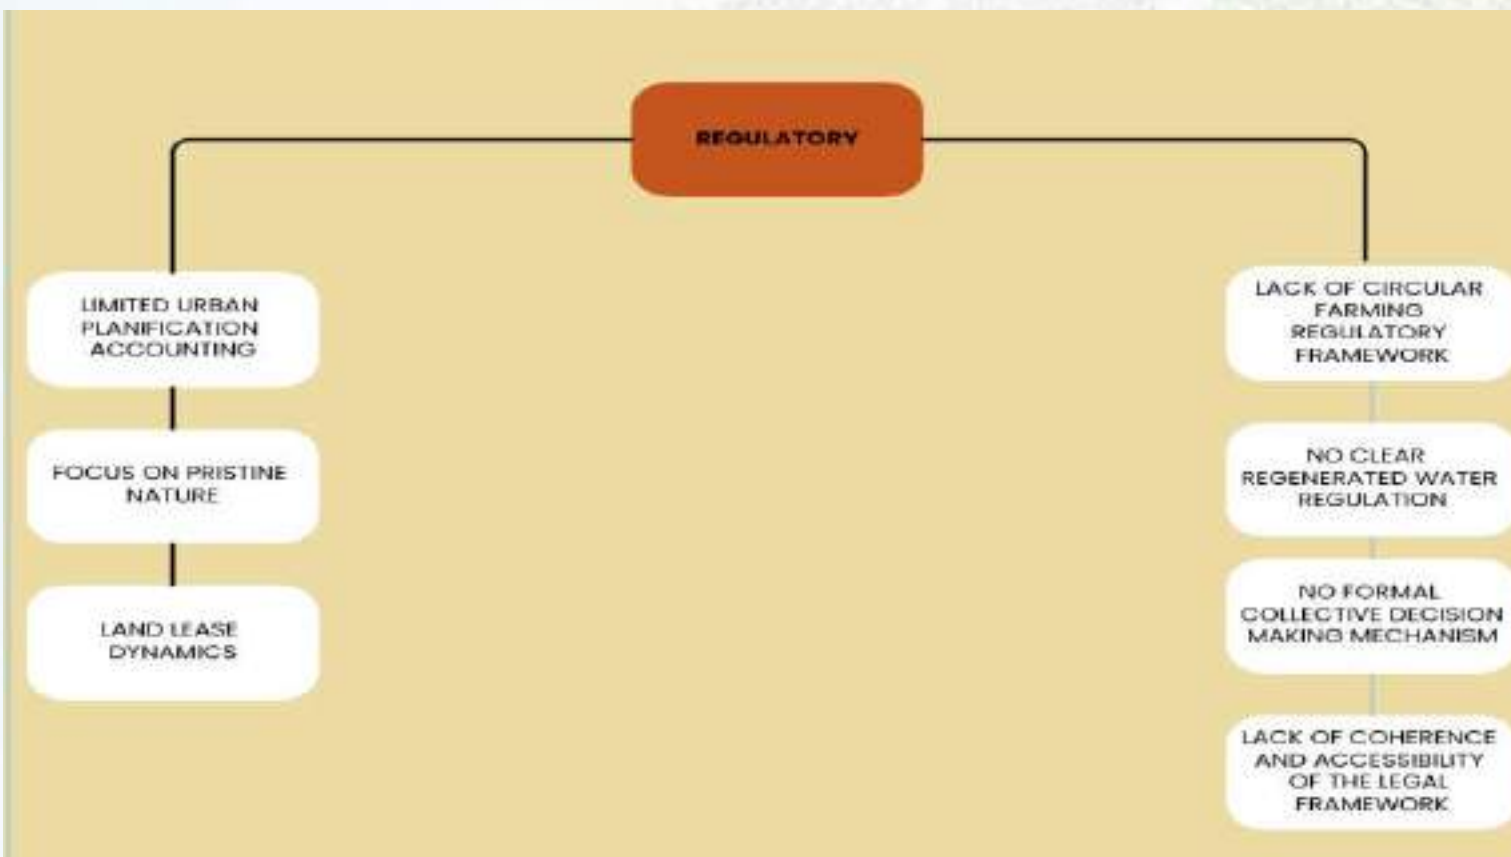 REGULATORY
LIMITED URBAN
PLANIFICATION
ACCOUNTING
FOCUS ON PRISTINE
NATURE
LAND LEASE
DYNAMICS
LACK OF CIRCULAR
FARMING
REGULATORY
FRAMEWORK
NO CLEAR
REGENERATED WATER
REGULATION
NO FORMAL
COLLECTIVE DECISION
MAKING MECHANISM
LACK OF COHERENCE
AND ACCESSIBILITY
OF THE LEGAL
FRAMEWORK